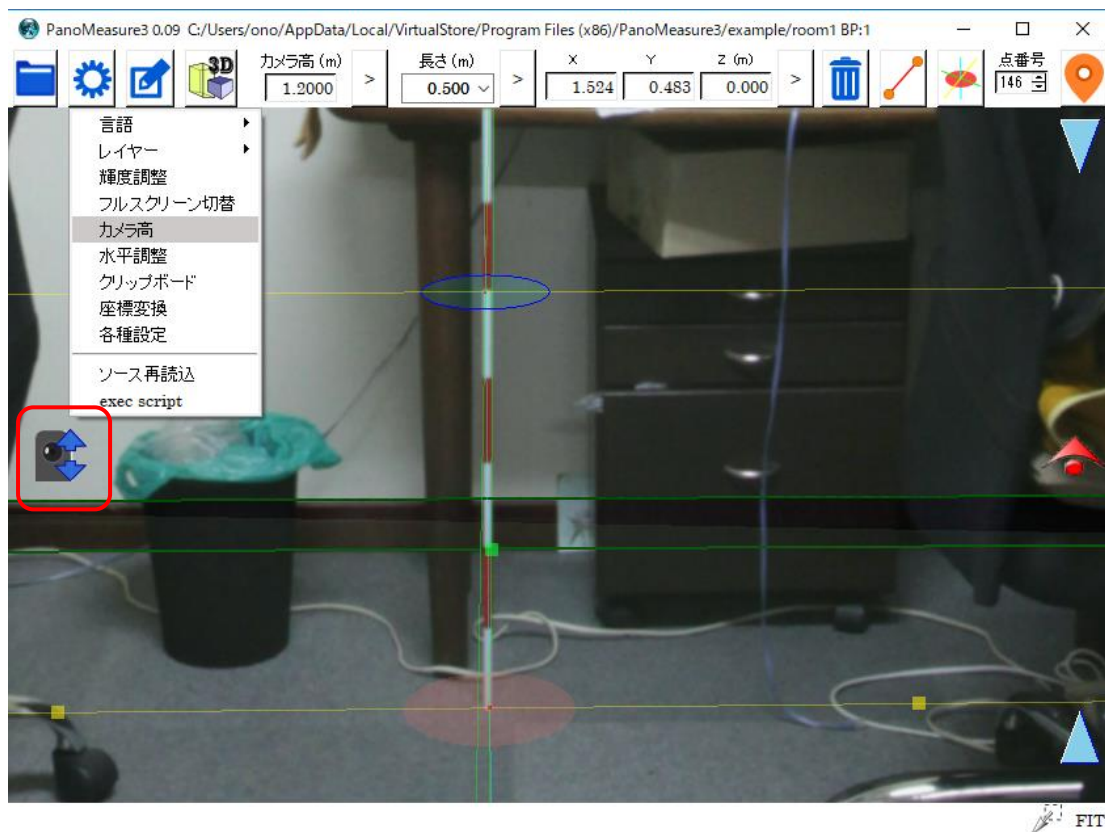 PanoMeasure3 0.09 C:/Users/ono/AppData/Local/VirtualStore/Program Files (x86)/PanoMeasure3/example/room1 BP:1
3D
カメラ高 (m)
1.2000
>
長さ (m)
0.500
>
X Y Z (m)
1.524 0.483 0.000
>
点番号
146
言語
レイヤー
輝度調整
フルスクリーン切替
カメラ高
水平調整
クリップボード
座標変換
各種設定
ソース再読込
exec script
FIT